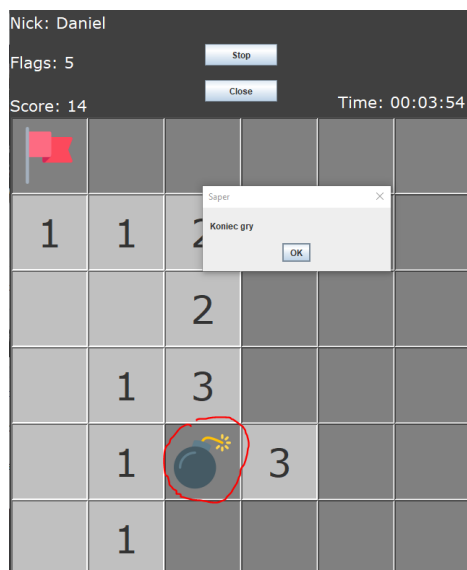 Nick: Daniel
Flags: 5
Stop
Close
Score: 14
Time: 00:03:54
Saper
Koniec gry
OK
1 1 2
2
1 3
1 3
1